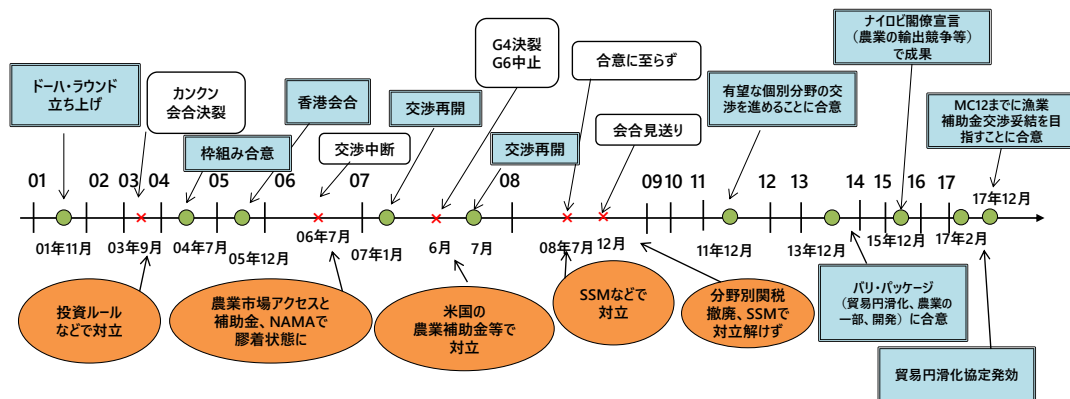 ドーハ・ラウンド
立ち上げ
カンクン
会合決裂
枠組み合意
香港会合
交渉中断
交渉再開
G4決裂
G6中止
交渉再開
合意に至らず
会合見送り
有望な個別分野の交
渉を進めることに合意
ナイロビ閣僚宣言
(農業の輸出競争等)
で成果
MC12までに漁業
補助金交渉妥結を目
指すことに合意
01
02
03
04
05
06
07
08
09
10
11
12
13
14
15
16
17
17年12月
01年11月
03年9月
04年7月
05年12月
06年7月
07年1月
6月
7月
08年7月
12月
11年12月
13年12月
15年12月
17年2月
投資ルール
などで対立
農業市場アクセスと
補助金、NAMAで
膠着状態に
米国の
農業補助金等で
対立
SSMなどで
対立
分野別関税
撤廃、SSMで
対立解けず
バリ・パッケージ
(貿易円滑化、農業の
一部、開発)に合意
貿易円滑化協定発効